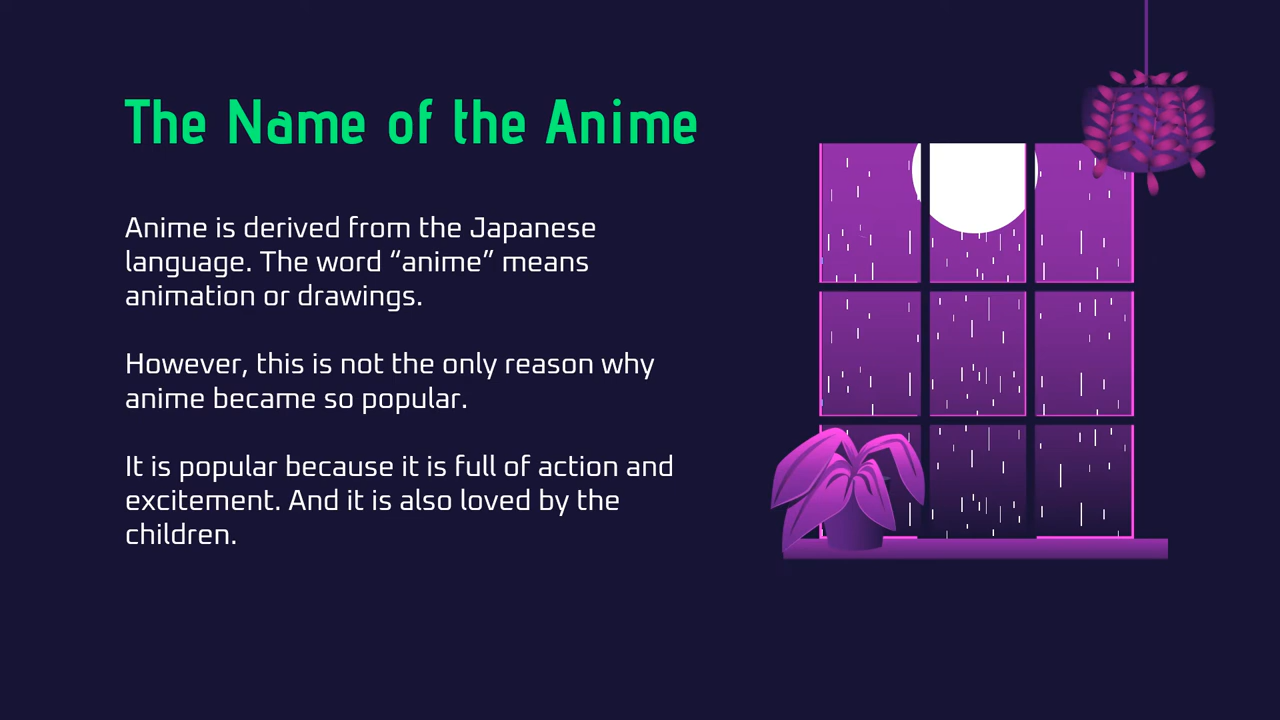 The Name of the Anime
Anime is derived from the Japanese
language. The word “anime” means
animation or drawings.
However, this is not the only reason why
anime became so popular.
It is popular because it is full of action and
excitement. And it is also loved by the
children.